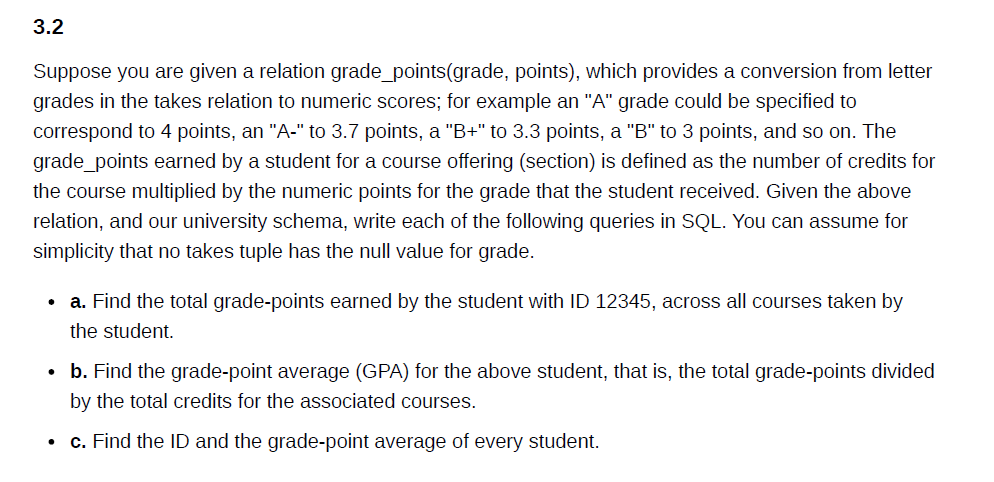 3.2
Suppose you are given a relation grade_points(grade, points), which provides a conversion from letter
grades in the takes relation to numeric scores; for example an "A" grade could be specified to
correspond to 4 points, an "A-" to 3.7 points, a "B+" to 3.3 points, a "B" to 3 points, and so on. The
grade_points earned by a student for a course offering (section) is defined as the number of credits for
the course multiplied by the numeric points for the grade that the student received. Given the above
relation, and our university schema, write each of the following queries in SQL. You can assume for
simplicity that no takes tuple has the null value for grade.
• a. Find the total grade-points earned by the student with ID 12345, across all courses taken by
the student.
• b. Find the grade-point average (GPA) for the above student, that is, the total grade-points divided
by the total credits for the associated courses.
• c. Find the ID and the grade-point average of every student.